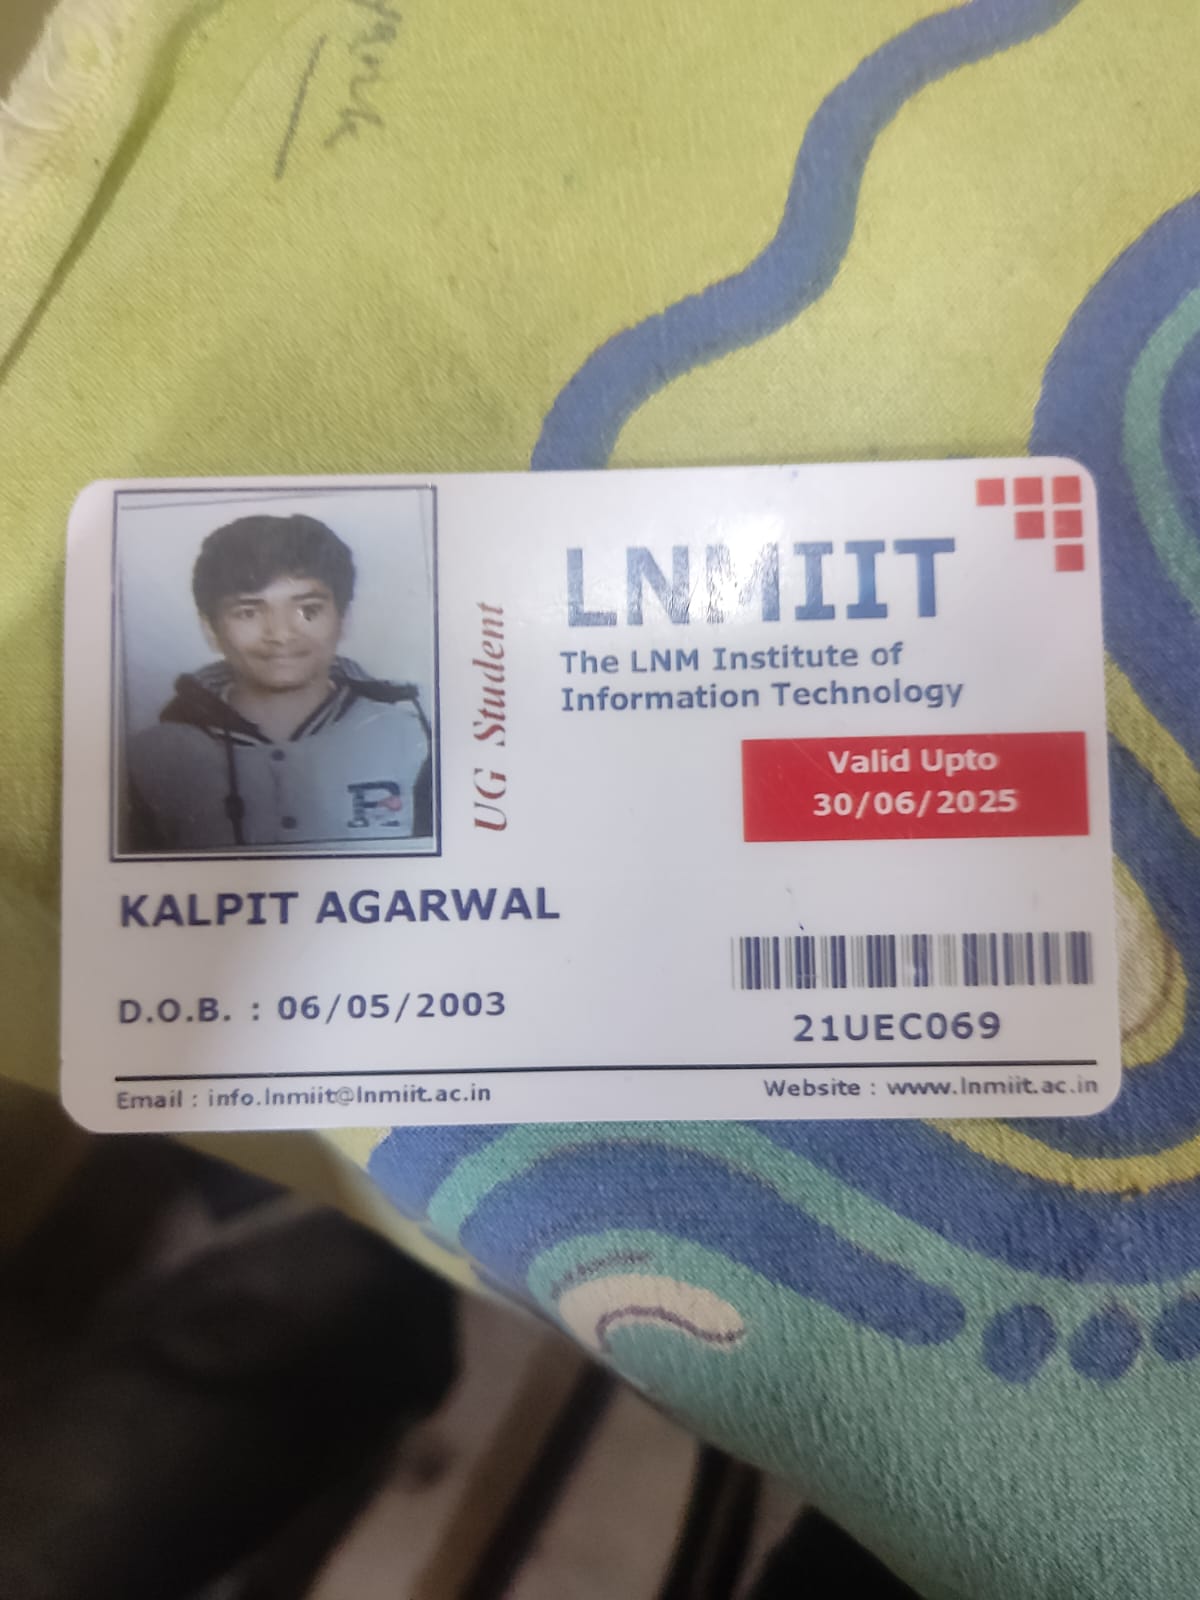 LNMIIT
The LNM Institute of
Information Technology
UG Student
Valid Upto
30/06/2025
KALPIT AGARWAL
D.O.B. : 06/05/2003
21UEC069
Email : info.lnmiit@lnmiit.ac.in
Website : www.lnmiit.ac.in